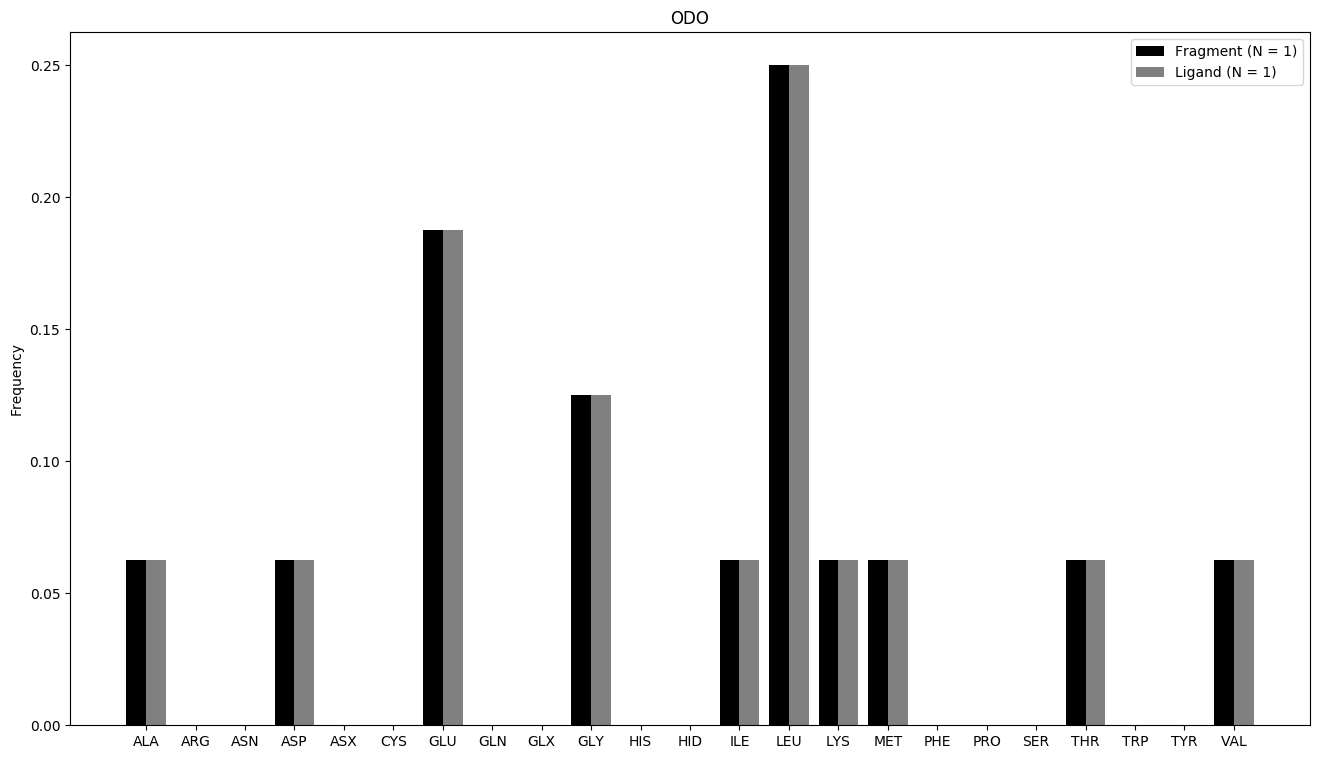 ODO
Fragment (N = 1)
Ligand (N = 1)
Frequency
0.25
0.20
0.15
0.10
0.05
0.00
ALA ARG ASN ASP ASX CYS GLU GLN GLX GLY HIS HID ILE LEU LYS MET PHE PRO SER THR TRP TYR VAL